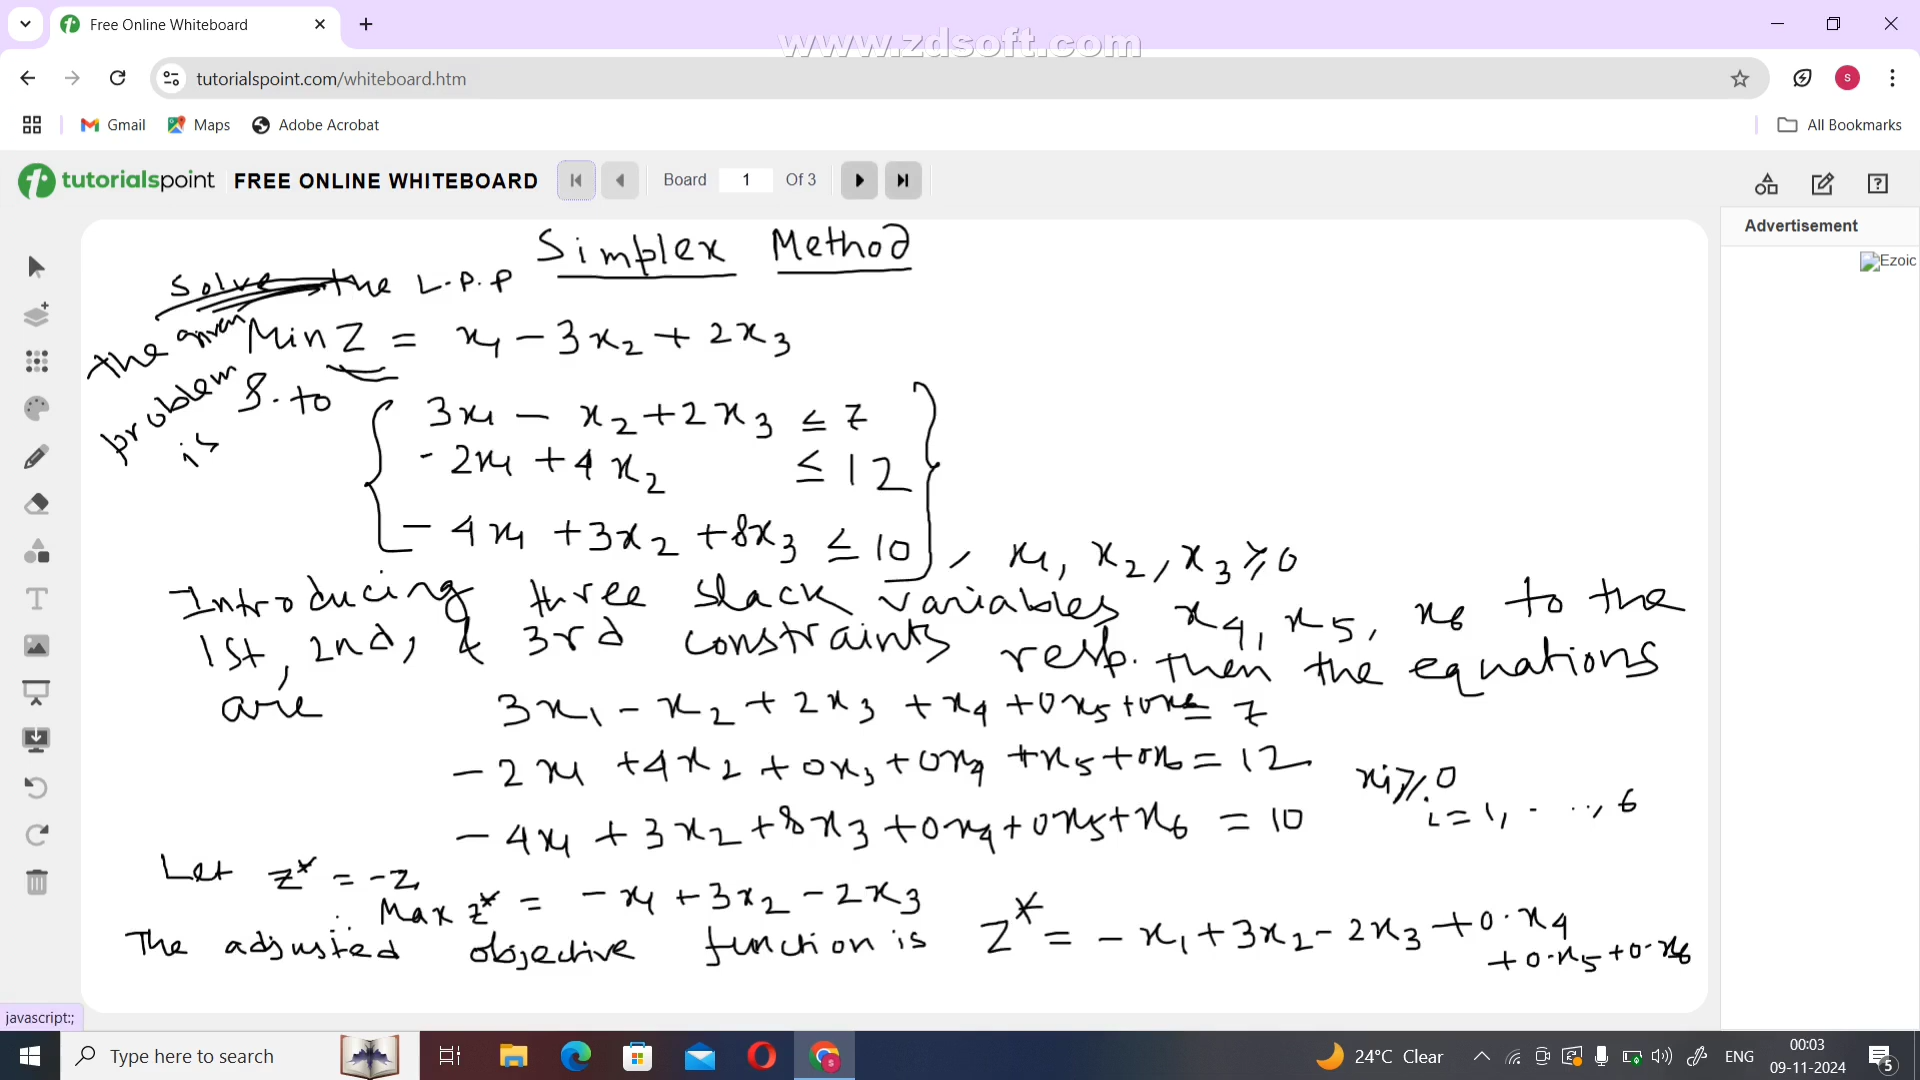 Free Online Whiteboard
www.zdsoft.com
tutorialspoint.com/whiteboard.htm
S
Gmail Maps Adobe Acrobat All Bookmarks
tutorialspoint FREE ONLINE WHITEBOARD Board 1 Of 3
Advertisement
Ezoic
Simplex Method
Solve the L.P.P
The given problem is
Min Z = x1 - 3x2 + 2x3
S. to
3x1 - x2 + 2x3 ≤ 7
-2x1 + 4x2 ≤ 12
-4x1 + 3x2 + 8x3 ≤ 10, x1, x2, x3 ≥ 0
Introducing three slack variables x4, x5, x6 to the
1st, 2nd, & 3rd constraints resp. then the equations
are 3x1 - x2 + 2x3 + x4 + 0x5 + 0x6 = 7
-2x1 + 4x2 + 0x3 + 0x4 + x5 + 0x6 = 12
xi ≥ 0
i = 1, ...., 6
-4x1 + 3x2 + 8x3 + 0x4 + 0x5 + x6 = 10
Let z* = -z
∴ Max z* = -x1 + 3x2 - 2x3
The adjusted objective function is Z* = -x1 + 3x2 - 2x3 + 0.x4
+ 0.x5 + 0.x6
javascript:;
Type here to search
24°C Clear
ENG
00:03
09-11-2024
5